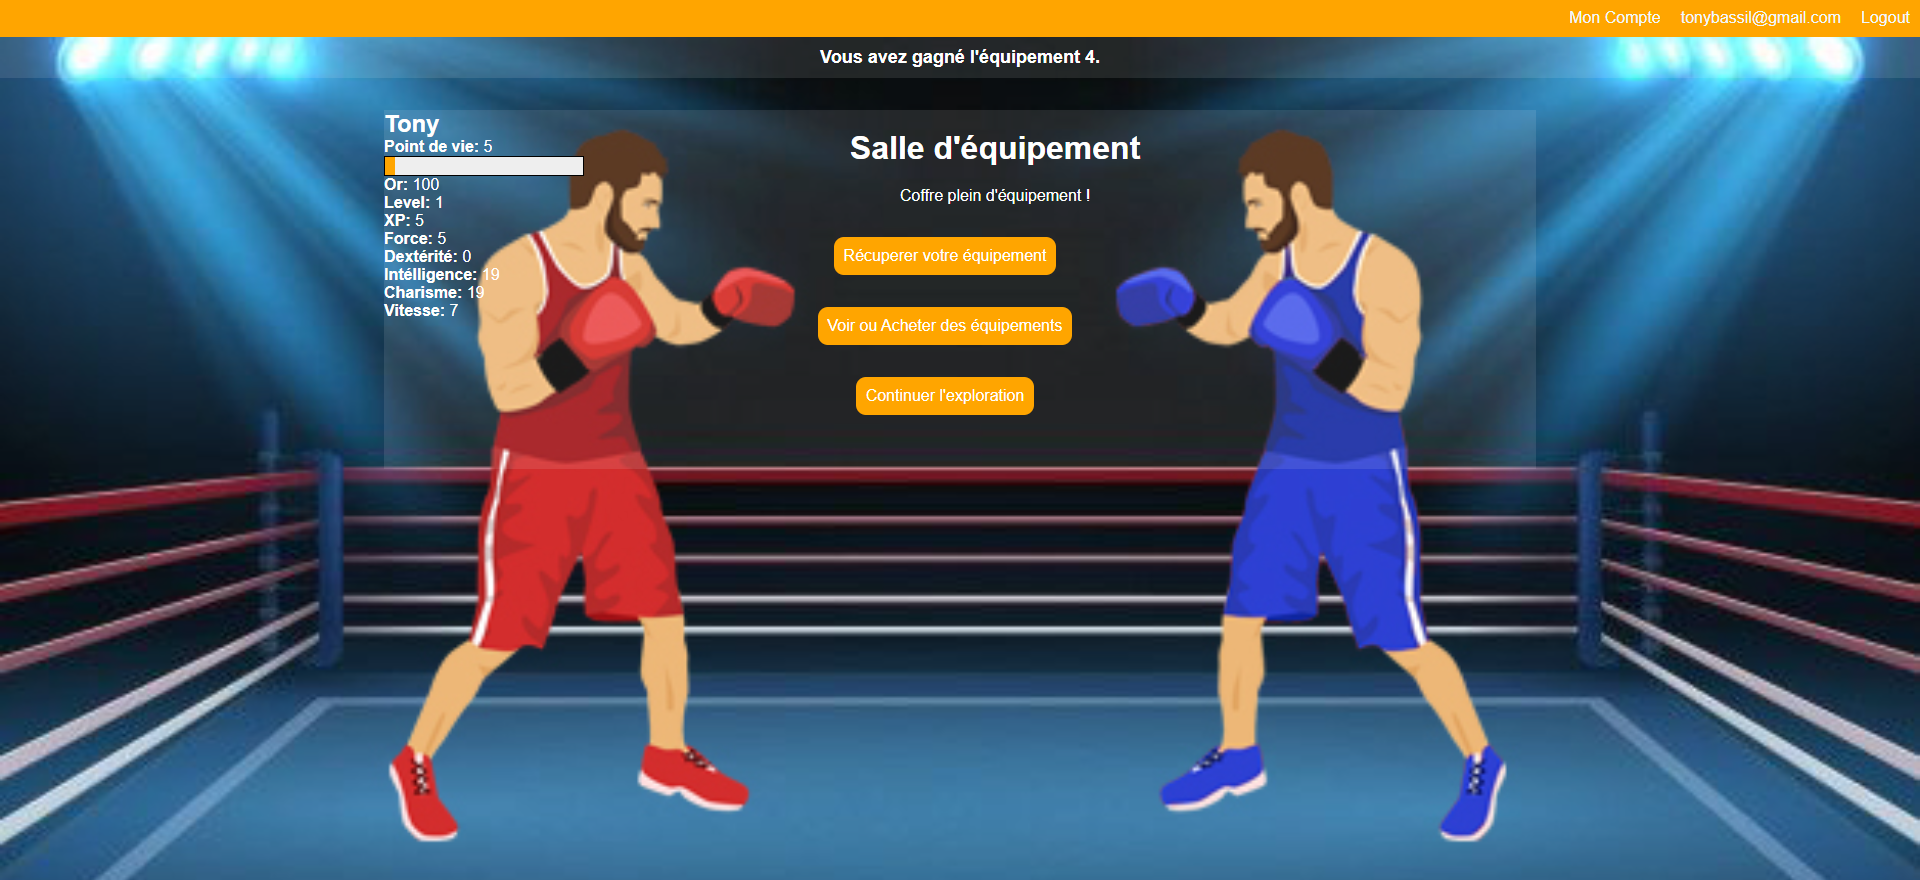 Mon Compte tonybassil@gmail.com Logout
Vous avez gagné l'équipement 4.
Tony
Point de vie: 5
Or: 100
Level: 1
XP: 5
Force: 5
Dextérité: 0
Intélligence: 19
Charisme: 19
Vitesse: 7
Salle d'équipement
Coffre plein d'équipement !
Récuperer votre équipement
Voir ou Acheter des équipements
Continuer l'exploration